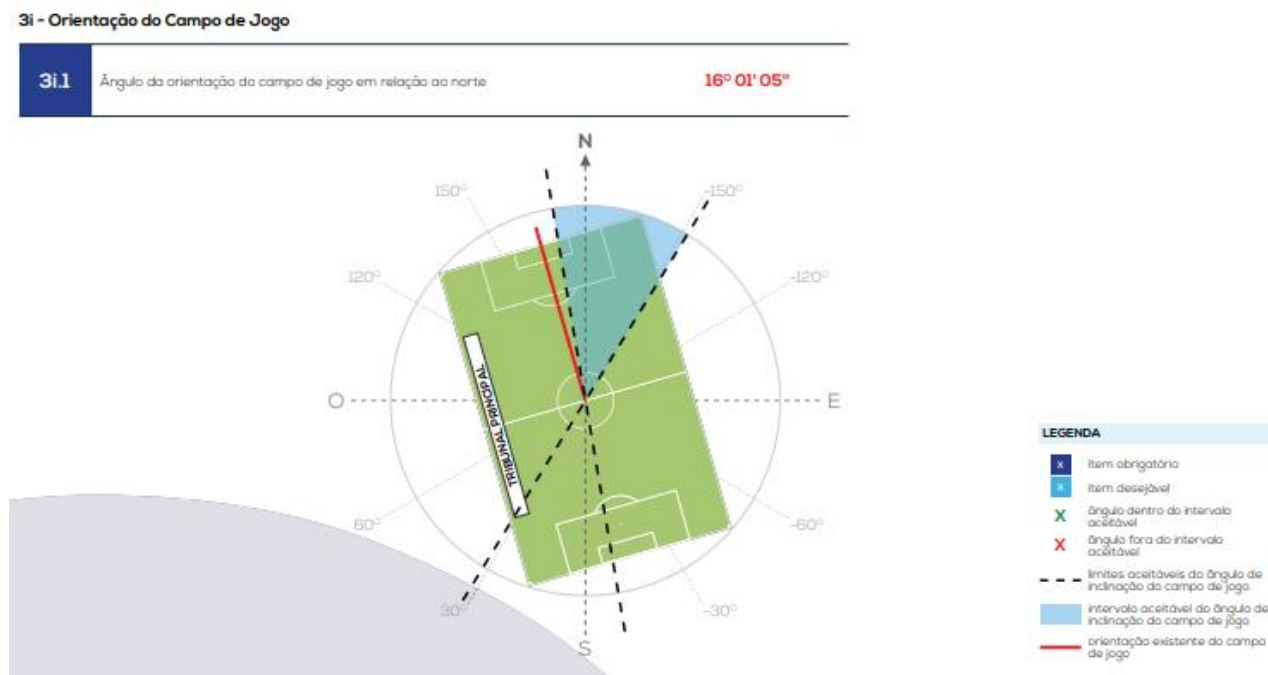 3i - Orientação do Campo de Jogo
3i.1 Ângulo da orientação do campo de jogo em relação ao norte 16º 01' 05"
N
150º -150º
120º -120º
O E
TRIBUNAL PRINCIPAL
60º -60º
30º -30º
S
LEGENDA
x Item obrigatório
x Item desejável
X ângulo dentro do intervalo
aceitável
X ângulo fora do intervalo
aceitável
limites aceitáveis do ângulo de
inclinação do campo de jogo
intervalo aceitável do ângulo de
inclinação do campo de jogo
orientação existente do campo
de jogo